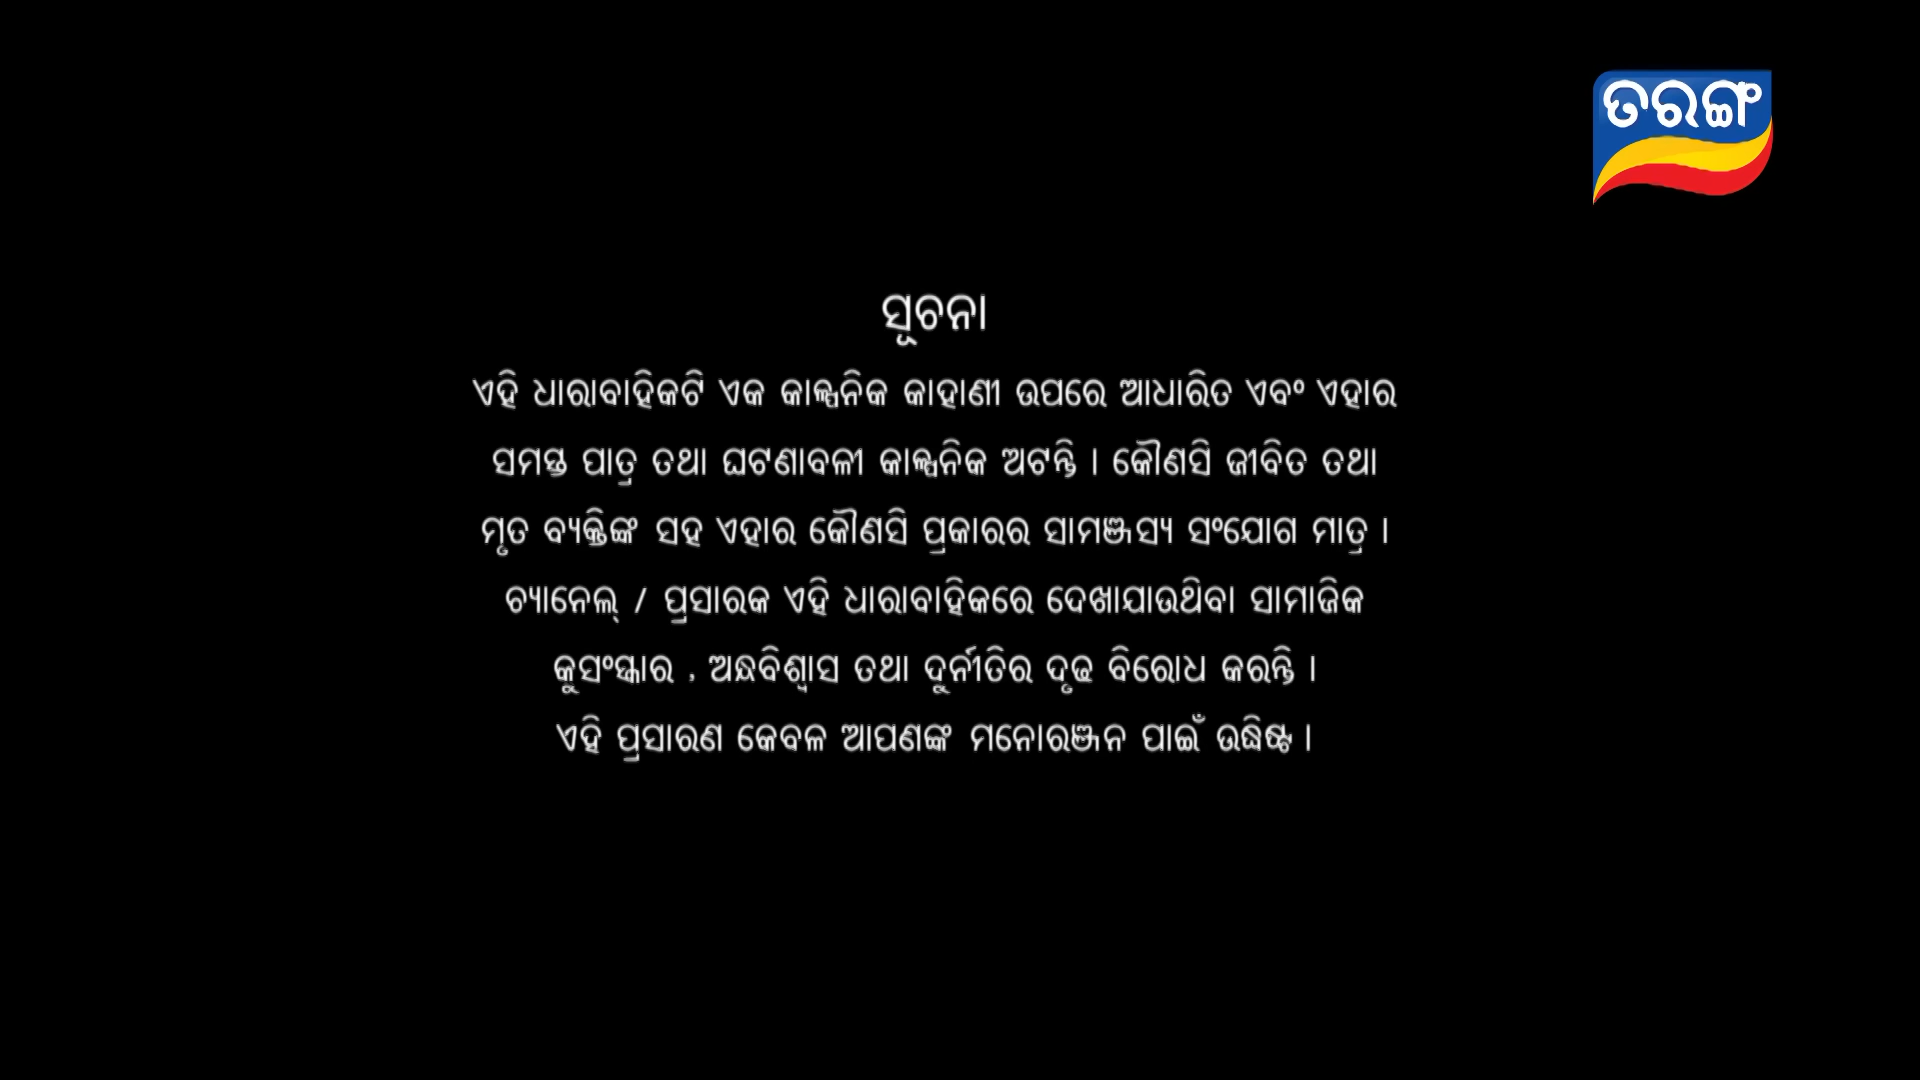 ତରଙ୍ଗ
ସୂଚନା
ଏହି ଧାରାବାହିକଟି ଏକ କାଳ୍ପନିକ କାହାଣୀ ଉପରେ ଆଧାରିତ ଏବଂ ଏହାର
ସମସ୍ତ ପାତ୍ର ତଥା ଘଟଣାବଳୀ କାଳ୍ପନିକ ଅଟନ୍ତି । କୌଣସି ଜୀବିତ ତଥା
ମୃତ ବ୍ୟକ୍ତିଙ୍କ ସହ ଏହାର କୌଣସି ପ୍ରକାରର ସାମଞ୍ଜସ୍ୟ ସଂଯୋଗ ମାତ୍ର ।
ଚ୍ୟାନେଲ୍ / ପ୍ରସାରକ ଏହି ଧାରାବାହିକରେ ଦେଖାଯାଉଥିବା ସାମାଜିକ
କୁସଂସ୍କାର , ଅନ୍ଧବିଶ୍ୱାସ ତଥା ଦୁର୍ନୀତିର ଦୃଢ ବିରୋଧ କରନ୍ତି ।
ଏହି ପ୍ରସାରଣ କେବଳ ଆପଣଙ୍କ ମନୋରଞ୍ଜନ ପାଇଁ ଉଦ୍ଧିଷ୍ଟ ।